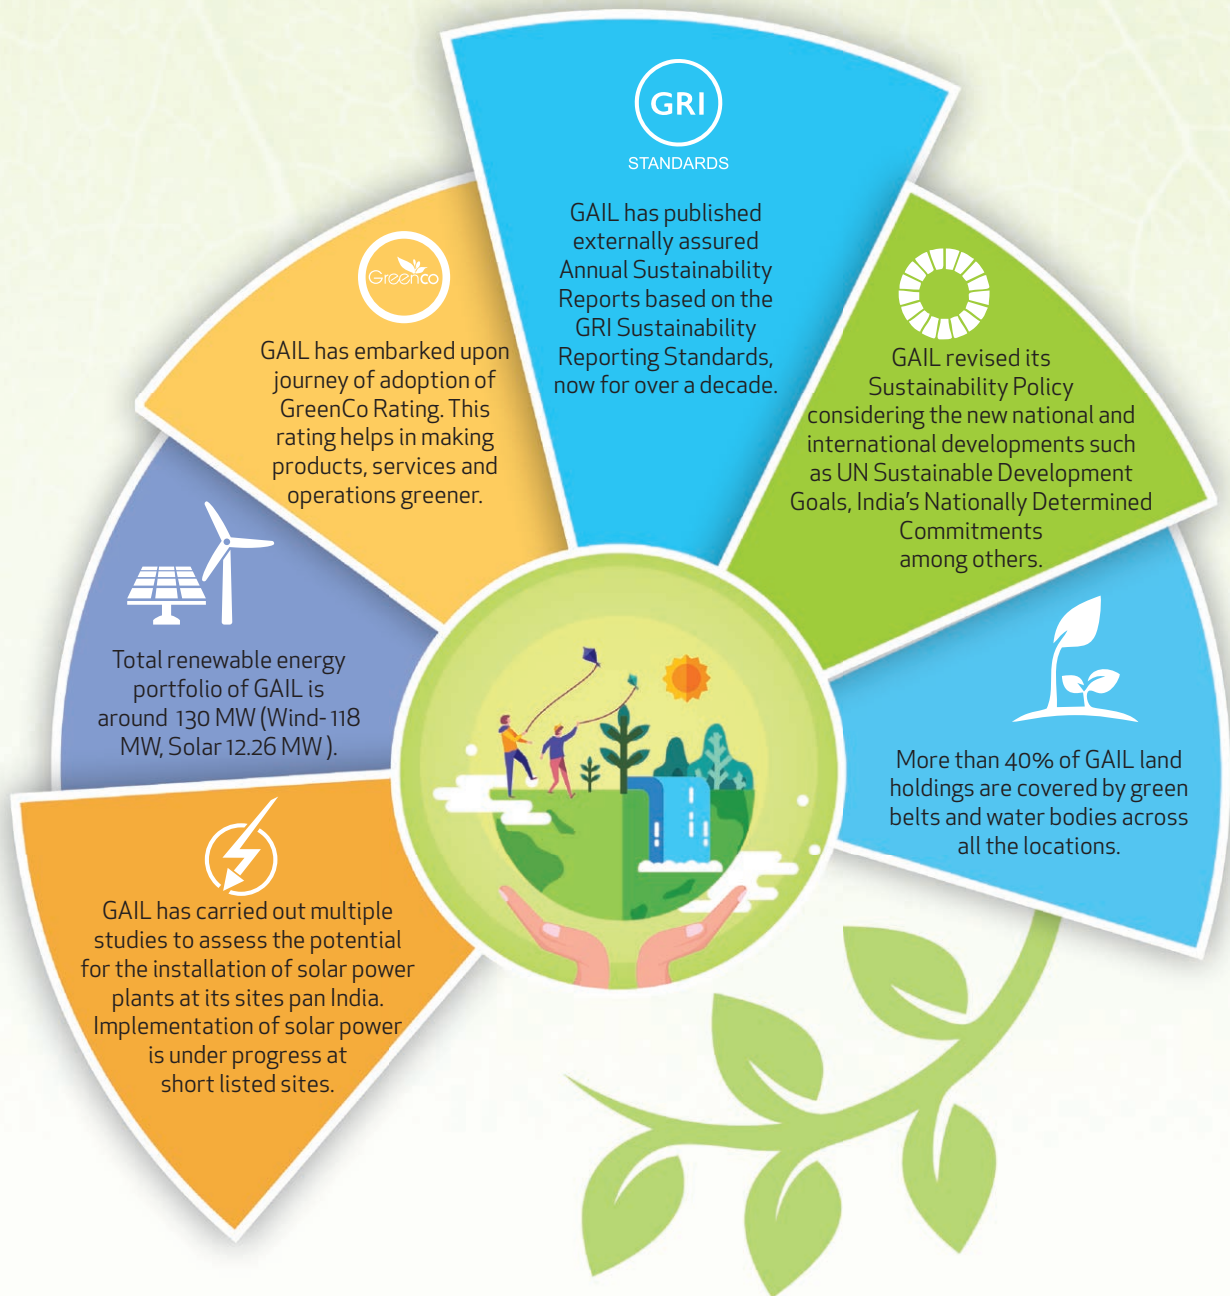 GRI
STANDARDS
GAIL has published
externally assured
Annual Sustainability
Reports based on the
GRI Sustainability
Reporting Standards,
now for over a decade.
Greenco
GAIL has embarked upon
journey of adoption of
GreenCo Rating. This
rating helps in making
products, services and
operations greener.
GAIL revised its
Sustainability Policy
considering the new national and
international developments such
as UN Sustainable Development
Goals, India's Nationally Determined
Commitments
among others.
Total renewable energy
portfolio of GAIL is
around 130 MW (Wind- 118
MW, Solar 12.26 MW ).
More than 40% of GAIL land
holdings are covered by green
belts and water bodies across
all the locations.
GAIL has carried out multiple
studies to assess the potential
for the installation of solar power
plants at its sites pan India.
Implementation of solar power
is under progress at
short listed sites.